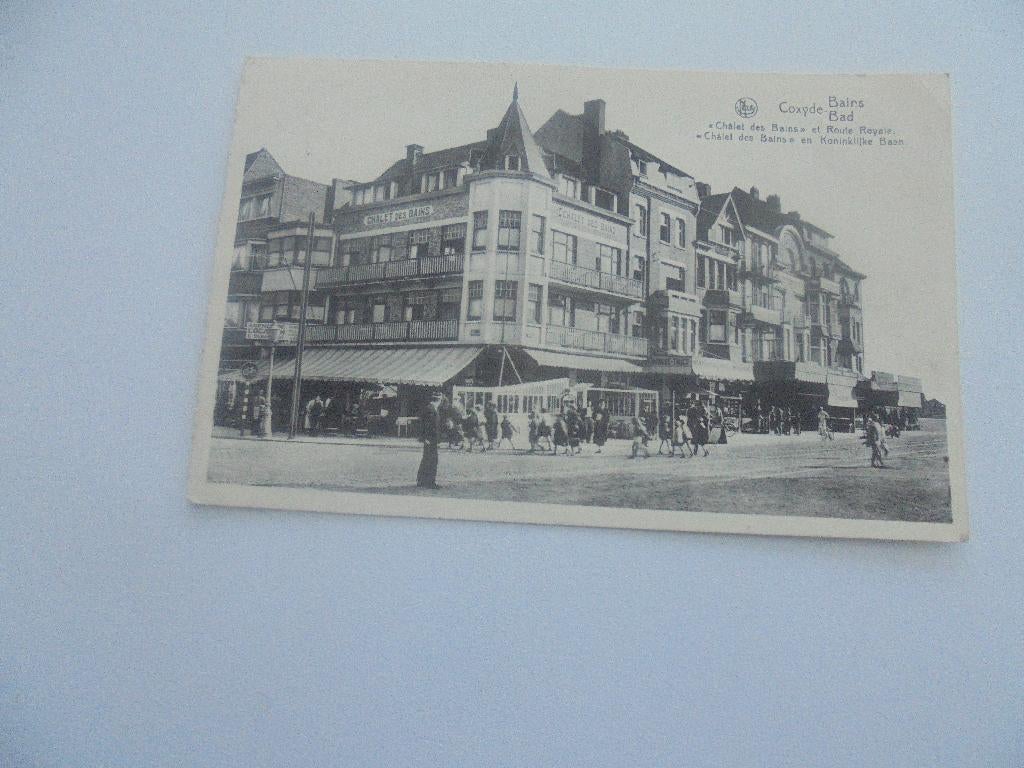 Coxyde-Bains
Bad
«Châlet des Bains» et Route Royale.
«Châlet des Bains» en Koninklijke Baan.
CHALET DES BAINS
CHALET DES BAINS